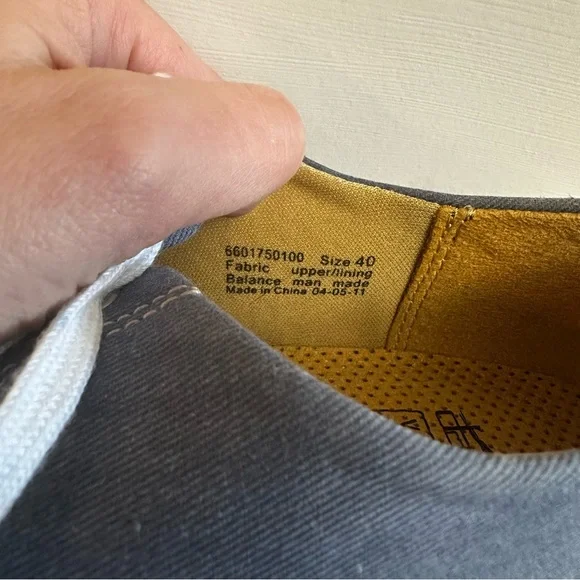 6601750100 Size 40
Fabric upper/lining
Balance man made
Made in China 04-05-11